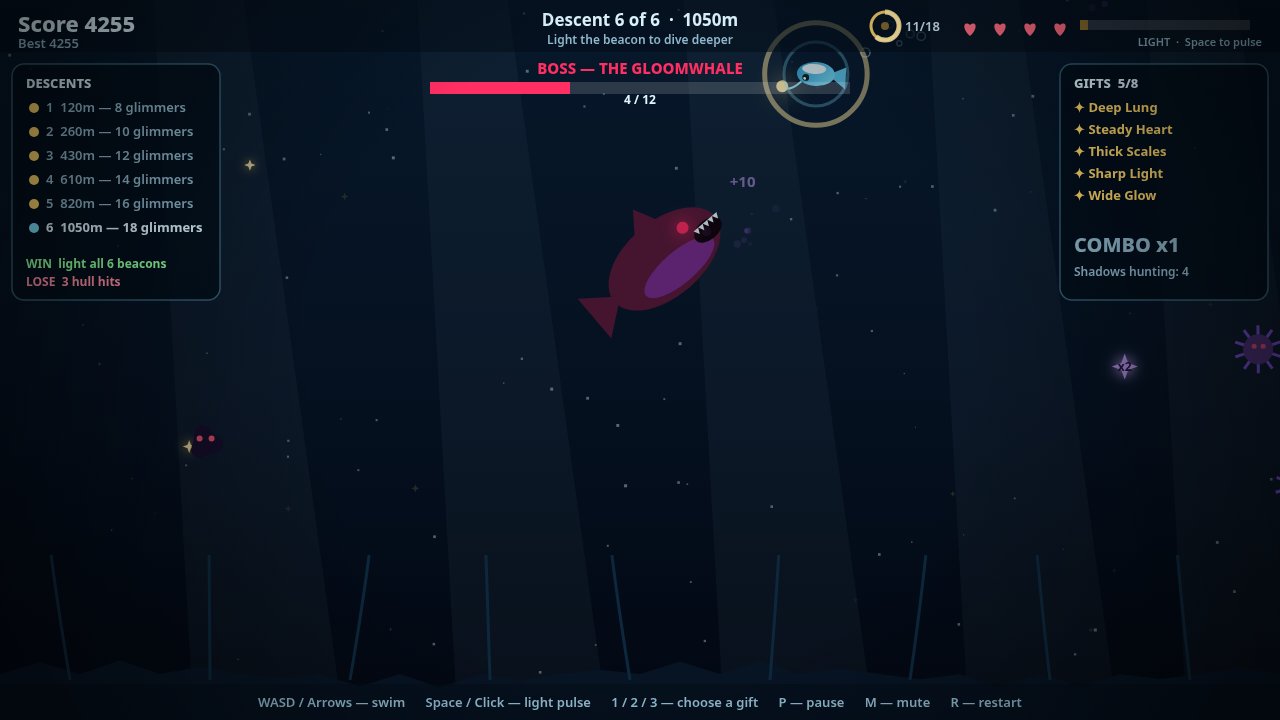 Score 4255
Best 4255
Descent 6 of 6 · 1050m
Light the beacon to dive deeper
11/18
LIGHT · Space to pulse
BOSS — THE GLOOMWHALE
4 / 12
DESCENTS
1 120m — 8 glimmers
2 260m — 10 glimmers
3 430m — 12 glimmers
4 610m — 14 glimmers
5 820m — 16 glimmers
6 1050m — 18 glimmers
WIN light all 6 beacons
LOSE 3 hull hits
GIFTS 5/8
✦ Deep Lung
✦ Steady Heart
✦ Thick Scales
✦ Sharp Light
✦ Wide Glow
COMBO x1
Shadows hunting: 4
+10
x2
WASD / Arrows — swim Space / Click — light pulse 1 / 2 / 3 — choose a gift P — pause M — mute R — restart